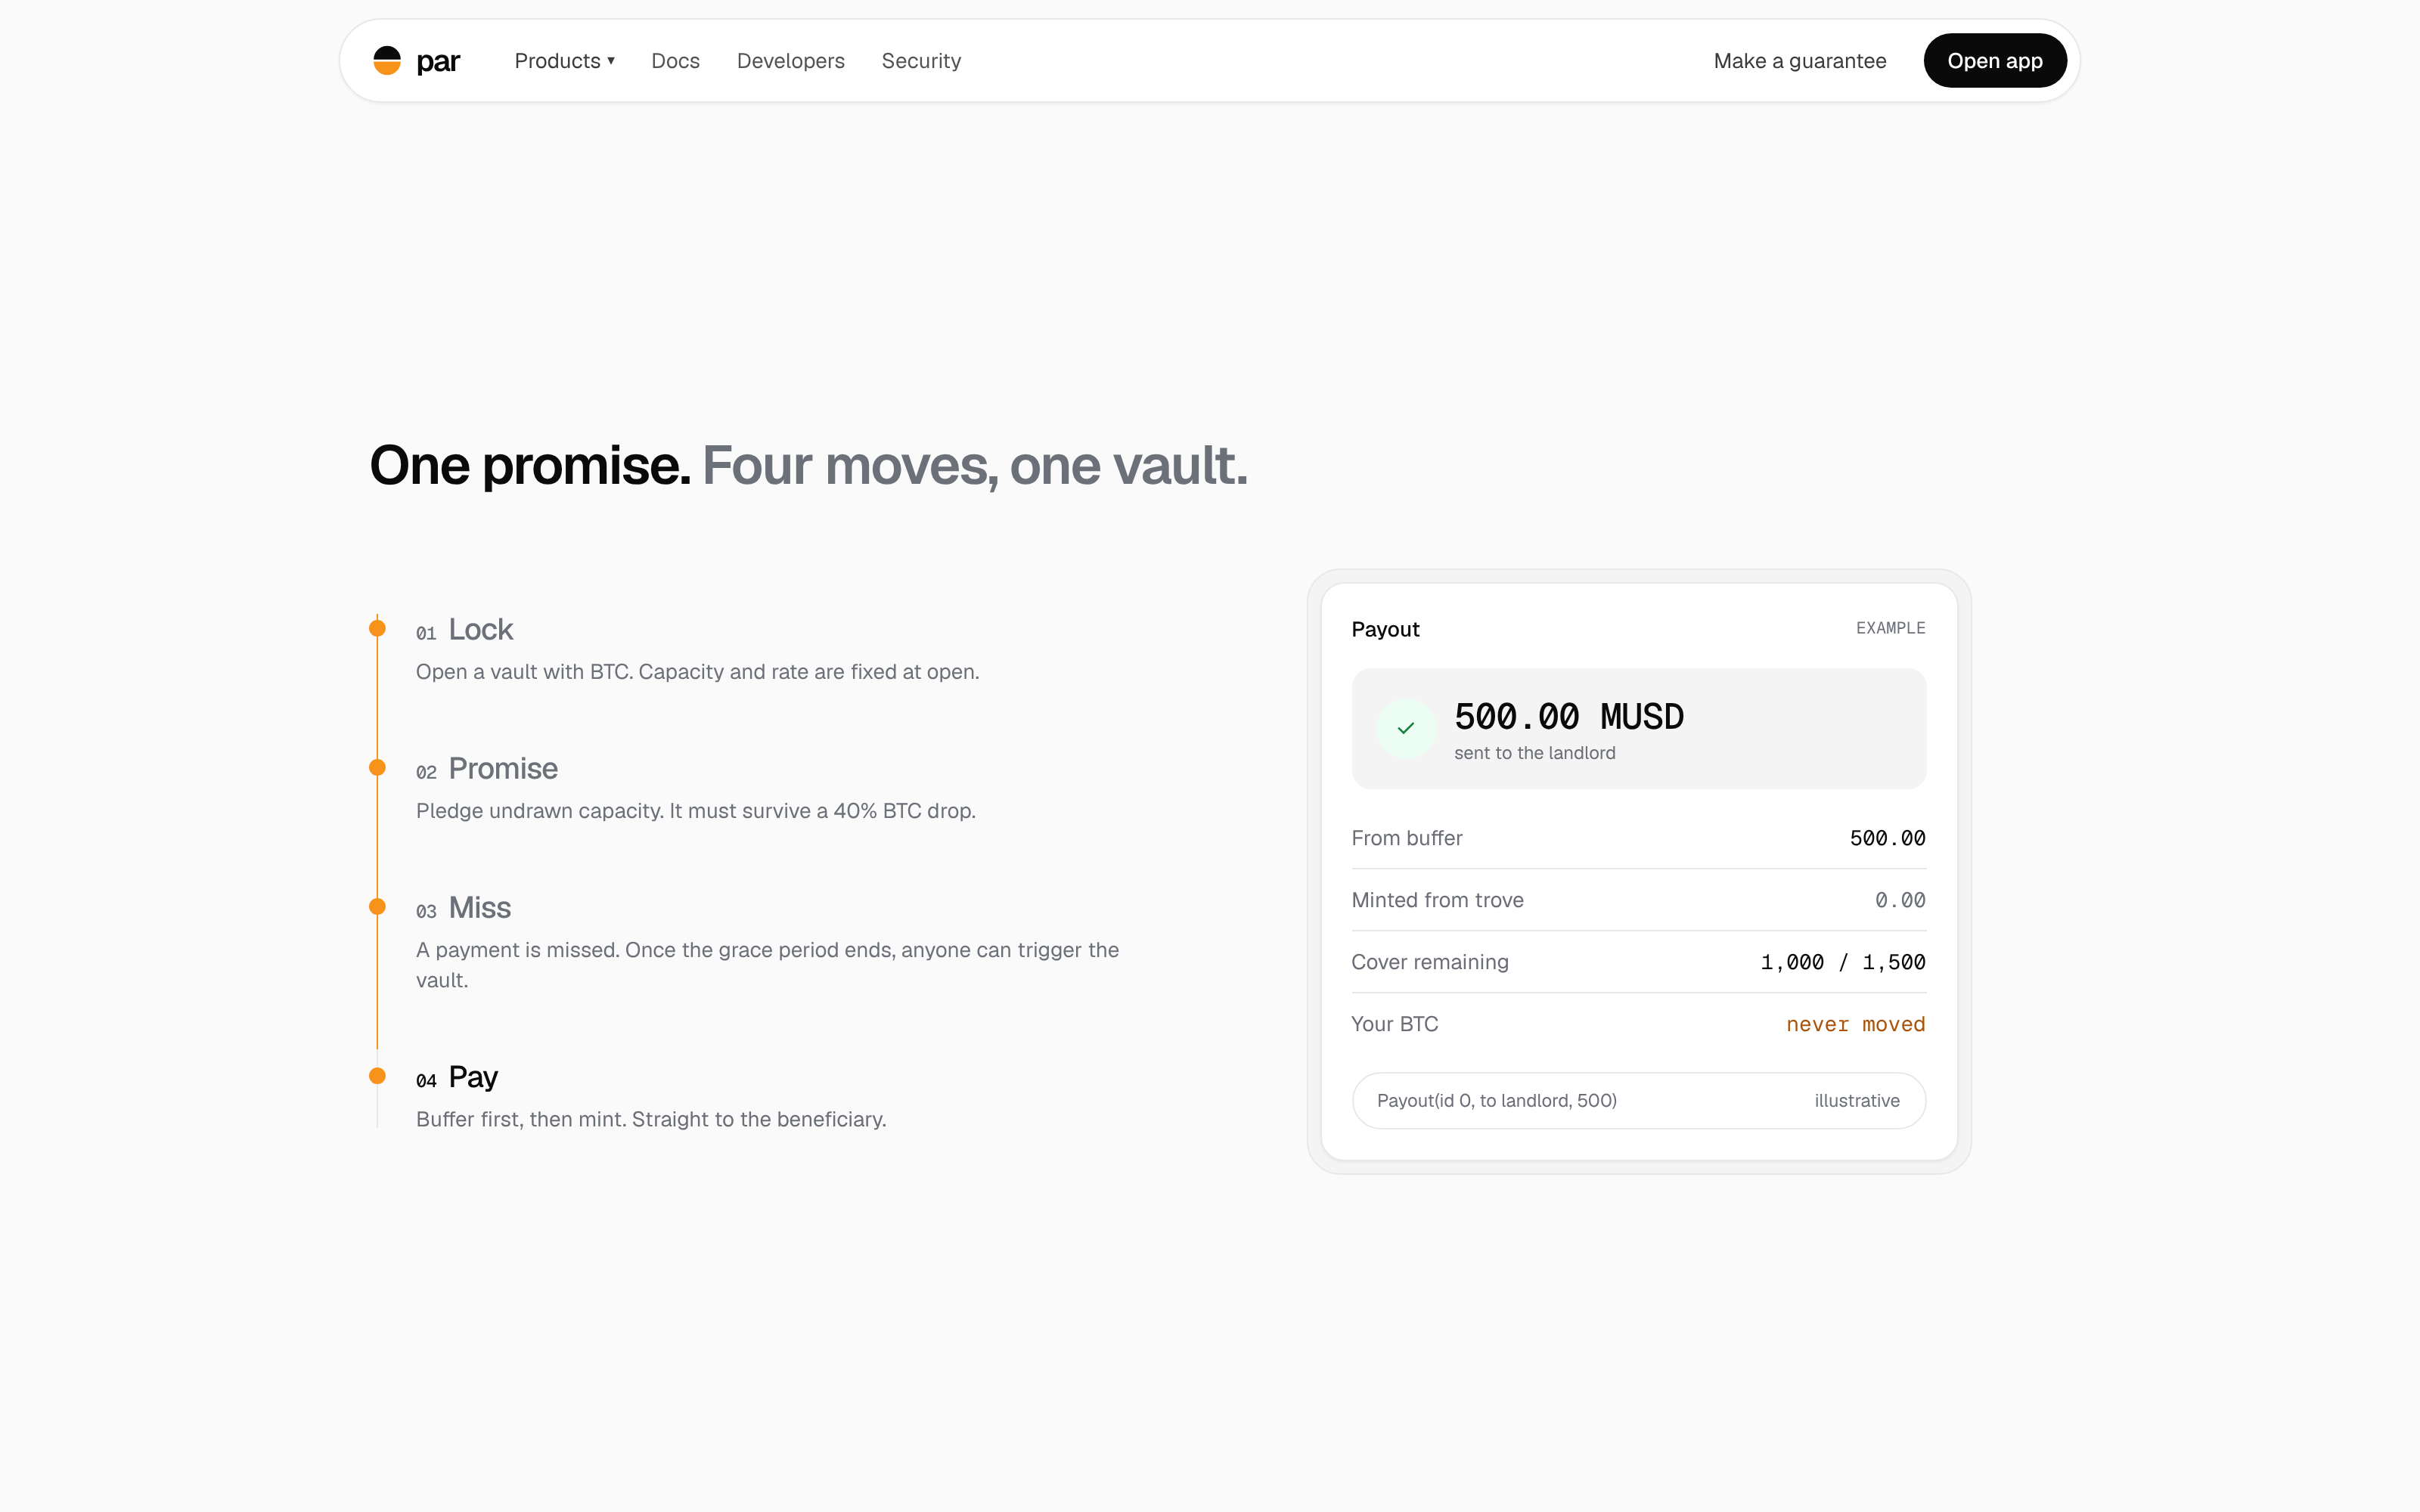 par
Products ▾
Docs
Developers
Security
Make a guarantee
Open app
One promise. Four moves, one vault.
01 Lock
Open a vault with BTC. Capacity and rate are fixed at open.
02 Promise
Pledge undrawn capacity. It must survive a 40% BTC drop.
03 Miss
A payment is missed. Once the grace period ends, anyone can trigger the
vault.
04 Pay
Buffer first, then mint. Straight to the beneficiary.
Payout
EXAMPLE
500.00 MUSD
sent to the landlord
From buffer 500.00
Minted from trove 0.00
Cover remaining 1,000 / 1,500
Your BTC never moved
Payout(id 0, to landlord, 500) illustrative